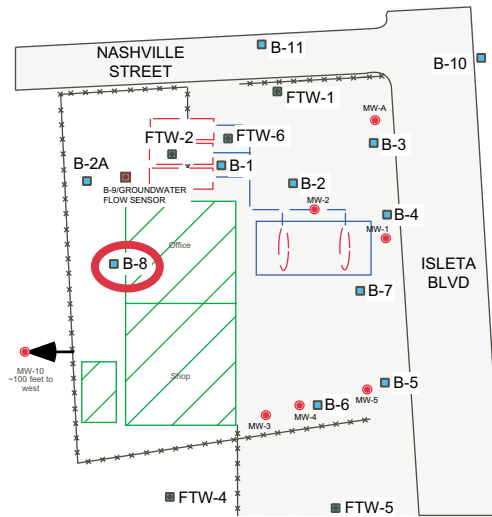 NASHVILLE
STREET
B-11
B-10
FTW-1
MW-A
B-3
FTW-2
FTW-6
B-1
B-2A
B-9/GROUNDWATER
FLOW SENSOR
B-2
MW-2
B-4
MW-1
Office
B-8
ISLETA
BLVD
B-7
MW-10
~100 feet to
west
Shop
B-5
MW-5
B-6
MW-4
MW-3
FTW-4
FTW-5